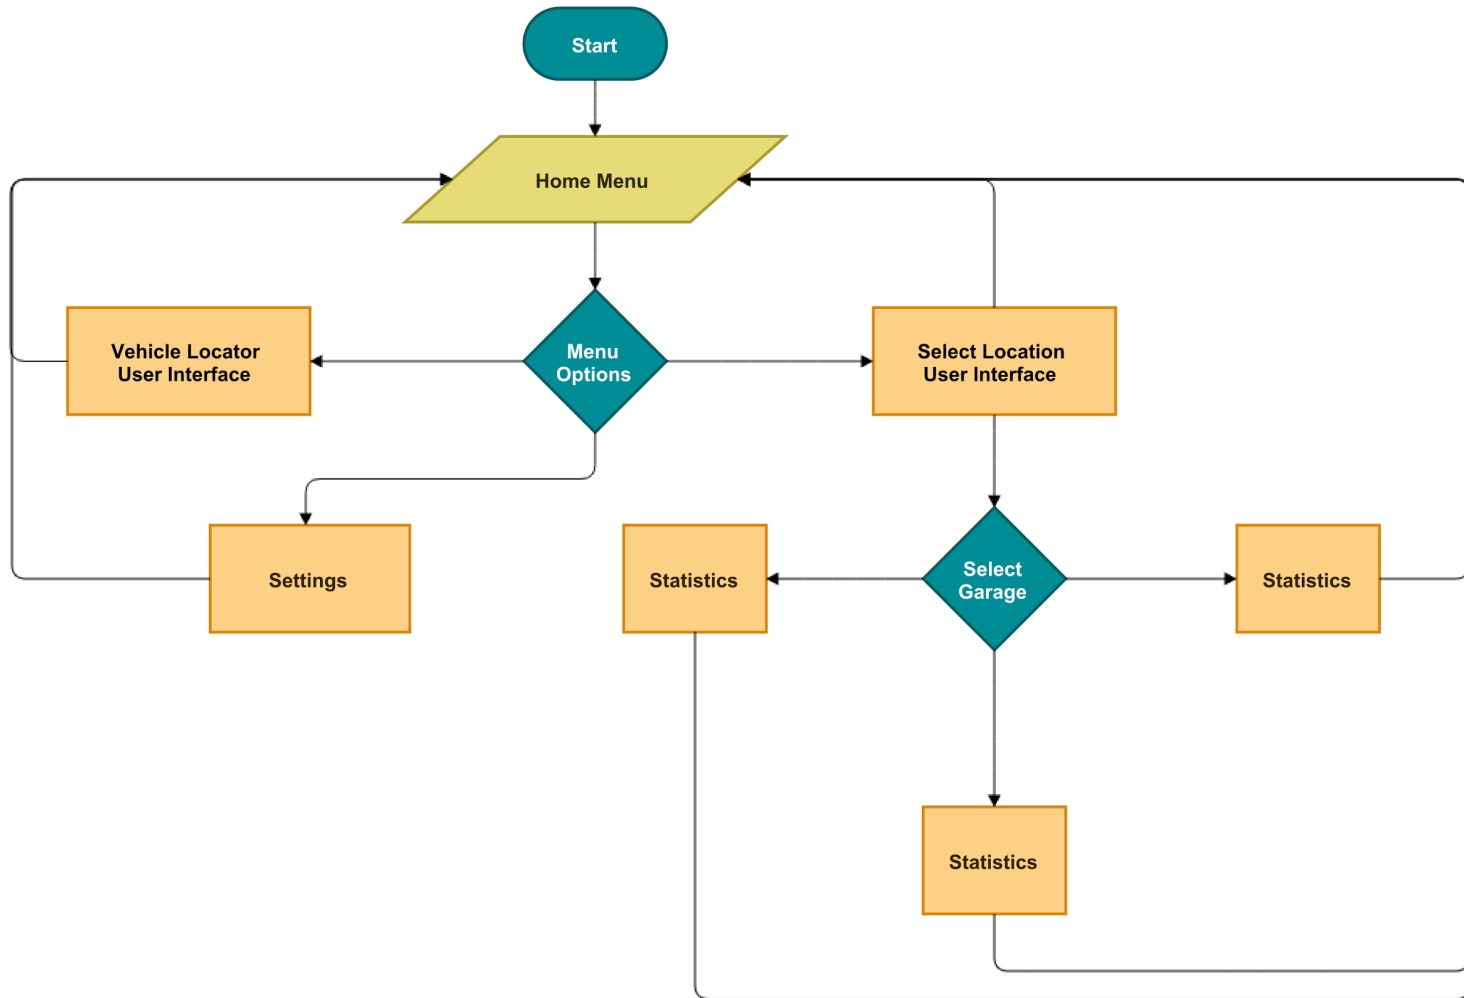 Start
Home Menu
Vehicle Locator
User Interface
Menu
Options
Select Location
User Interface
Settings
Statistics
Select
Garage
Statistics
Statistics